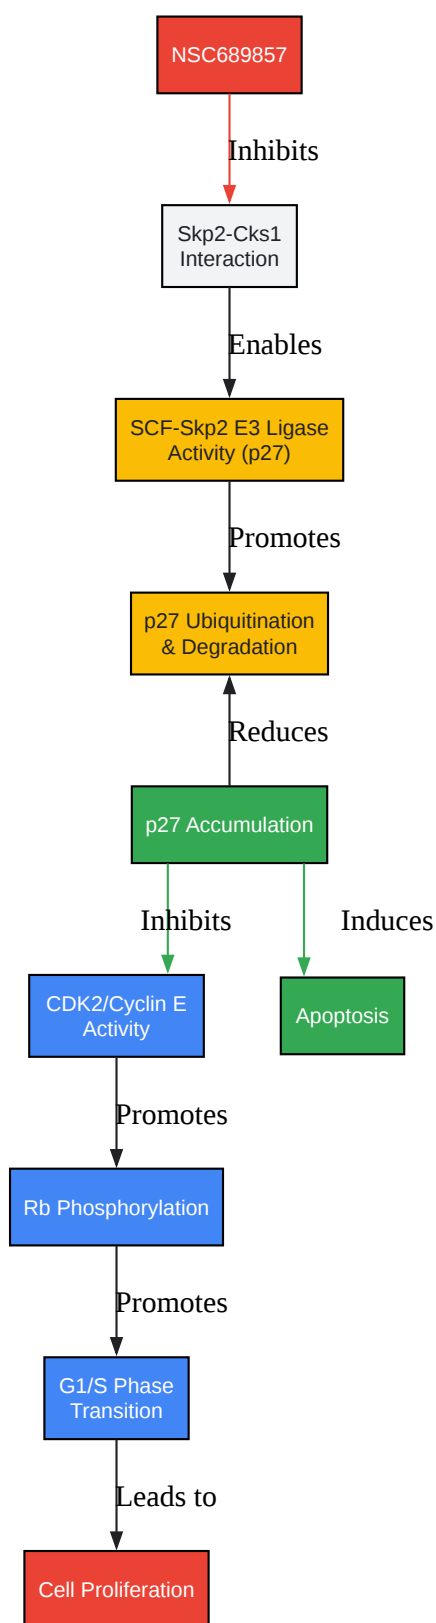 NSC689857
Inhibits
Skp2-Cks1
Interaction
Enables
SCF-Skp2 E3 Ligase
Activity (p27)
Promotes
p27 Ubiquitination
& Degradation
Reduces
p27 Accumulation
Inhibits
Induces
CDK2/Cyclin E
Activity
Apoptosis
Promotes
Rb Phosphorylation
Promotes
G1/S Phase
Transition
Leads to
Cell Proliferation